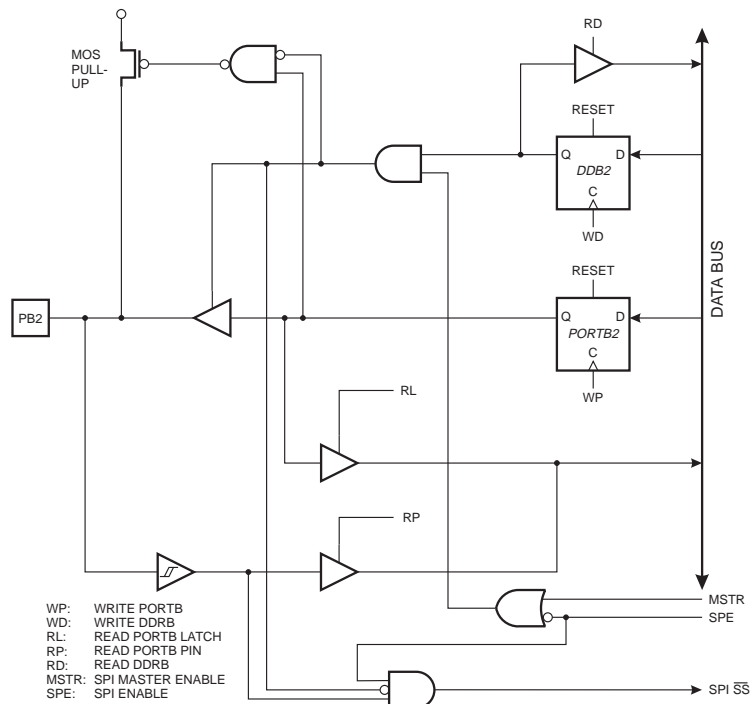 RD
MOS
PULL-
UP
RESET
Q
D
DDB2
C
WD
DATA BUS
RESET
PB2
Q
D
PORTB2
C
WP
RL
RP
MSTR
SPE
WP: WRITE PORTB
WD: WRITE DDRB
RL: READ PORTB LATCH
RP: READ PORTB PIN
RD: READ DDRB
MSTR: SPI MASTER ENABLE
SPE: SPI ENABLE
SPI S̅S̅